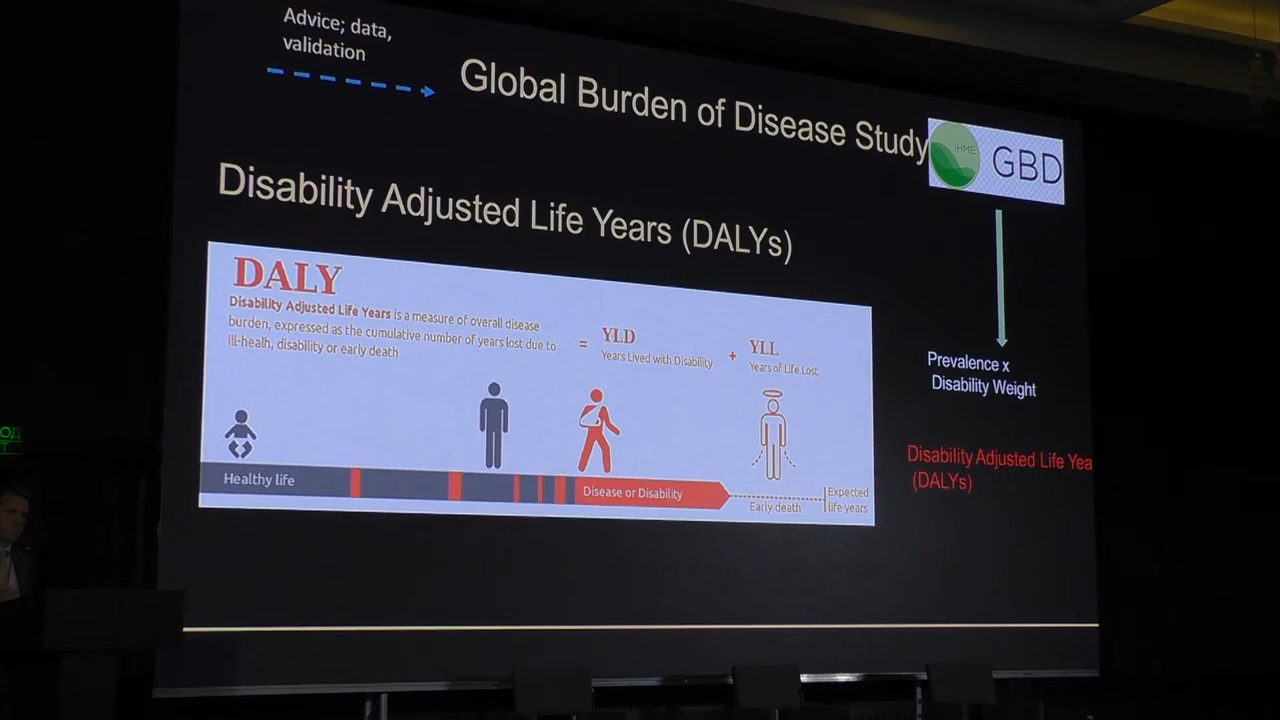 Advice; data,
validation
Global Burden of Disease Study
IHME
GBD
Disability Adjusted Life Years (DALYs)
DALY
Disability Adjusted Life Years is a measure of overall disease
burden, expressed as the cumulative number of years lost due to
ill-healh, disability or early death
=
YLD
Years Lived with Disability
+
YLL
Years of Life Lost
Healthy life
Disease or Disability
Early death
Expected
life years
Prevalence x
Disability Weight
Disability Adjusted Life Yea
(DALYs)